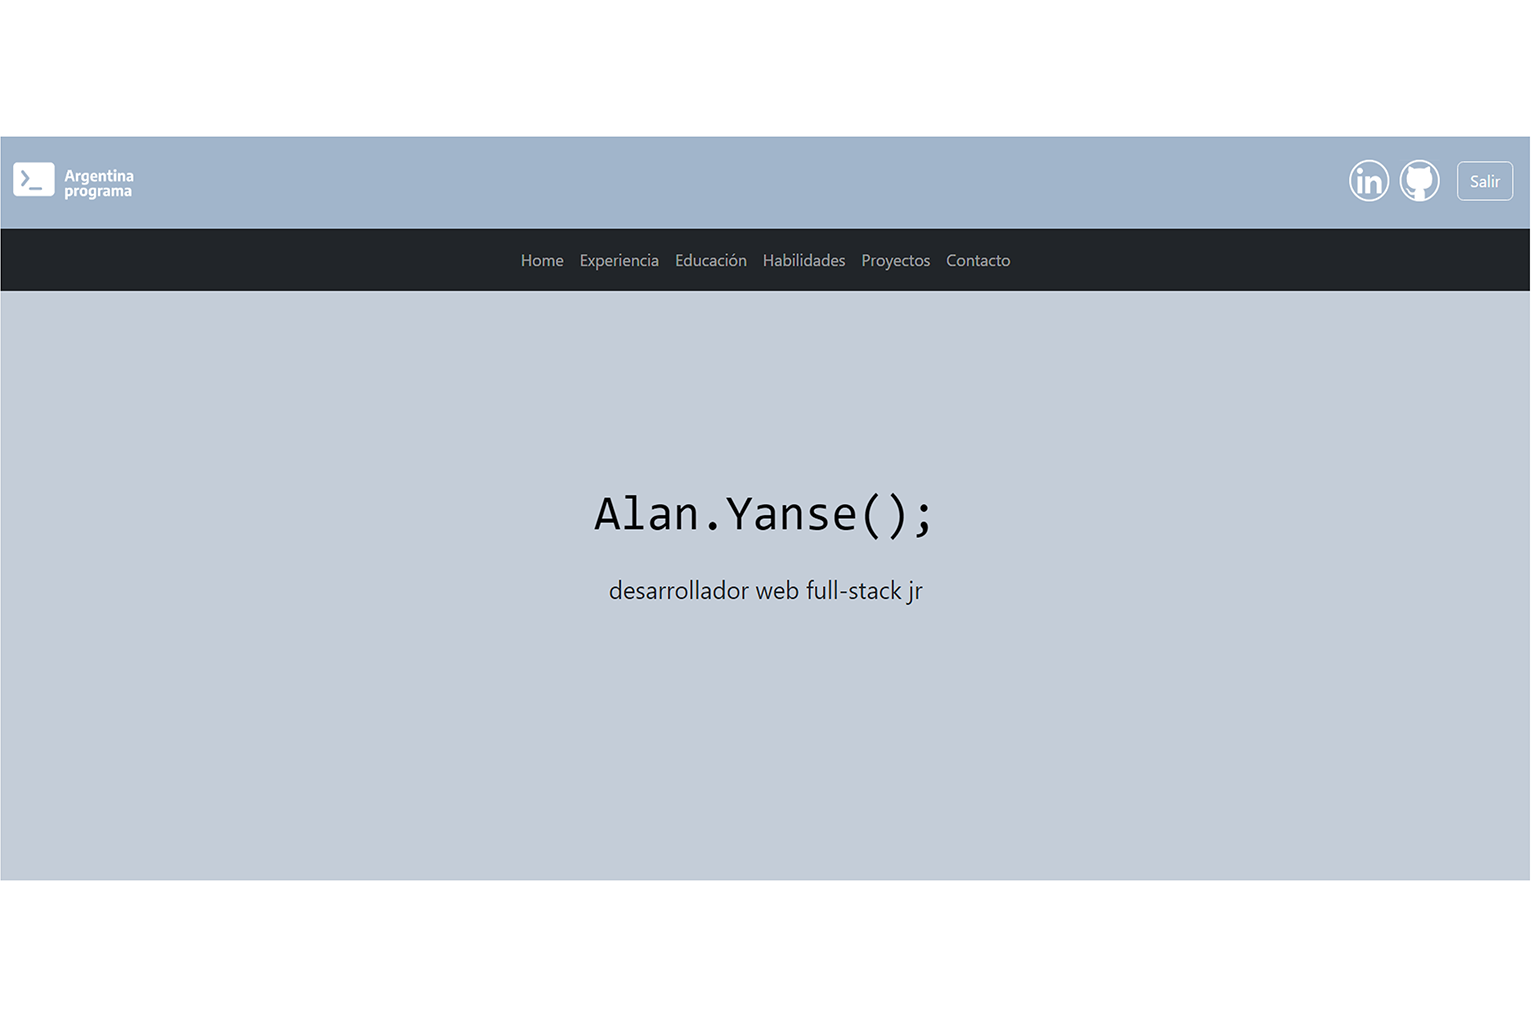 >_ Argentina
programa
in
Salir
Home Experiencia Educación Habilidades Proyectos Contacto
Alan.Yanse();
desarrollador web full-stack jr